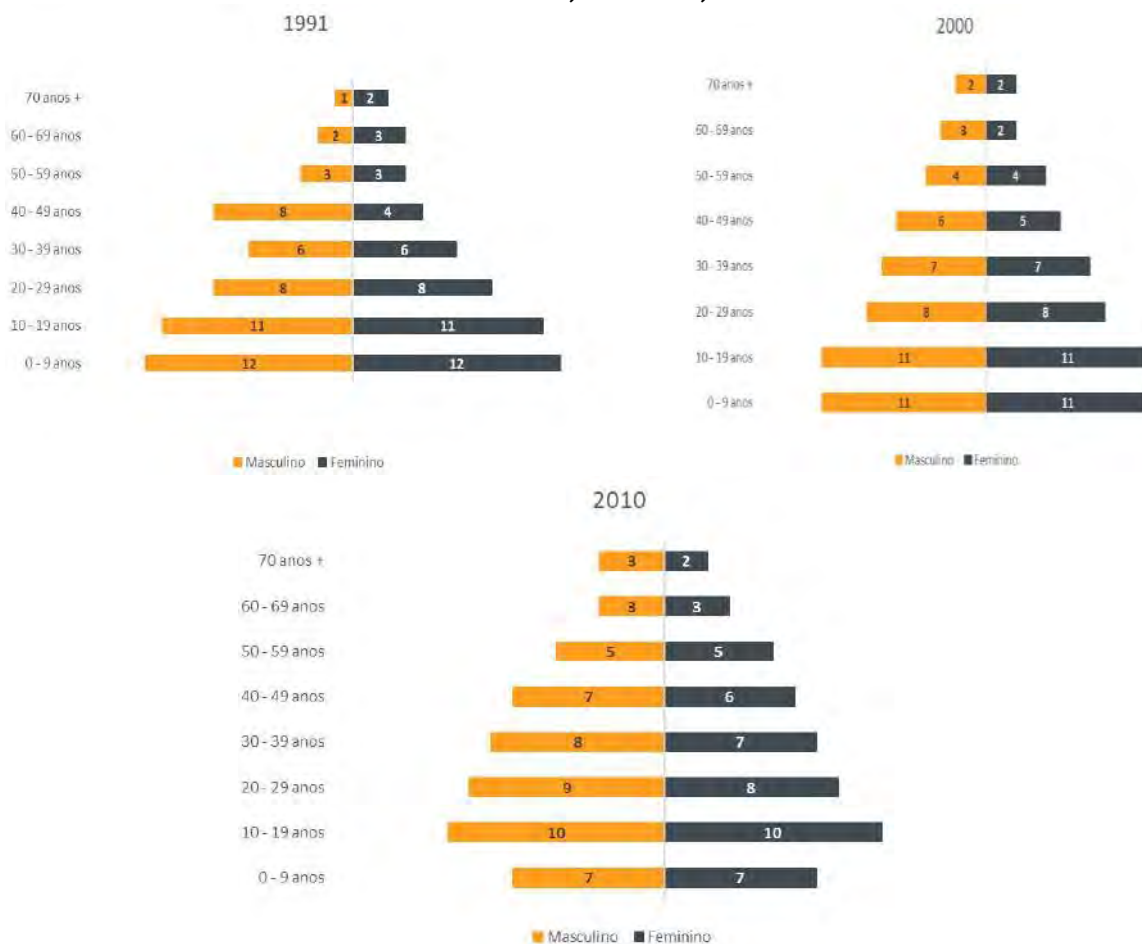 1991
70 anos + 1 2
60 - 69 anos 2 3
50 - 59 anos 3 3
40 - 49 anos 8 4
30 - 39 anos 6 6
20 - 29 anos 8 8
10 - 19 anos 11 11
0 - 9 anos 12 12
Masculino Feminino
2000
70 anos + 2 2
60 - 69 anos 3 2
50 - 59 anos 4 4
40 - 49 anos 6 5
30 - 39 anos 7 7
20 - 29 anos 8 8
10 - 19 anos 11 11
0 - 9 anos 11 11
Masculino Feminino
2010
70 anos + 3 2
60 - 69 anos 3 3
50 - 59 anos 5 5
40 - 49 anos 7 6
30 - 39 anos 8 7
20 - 29 anos 9 8
10 - 19 anos 10 10
0 - 9 anos 7 7
Masculino Feminino